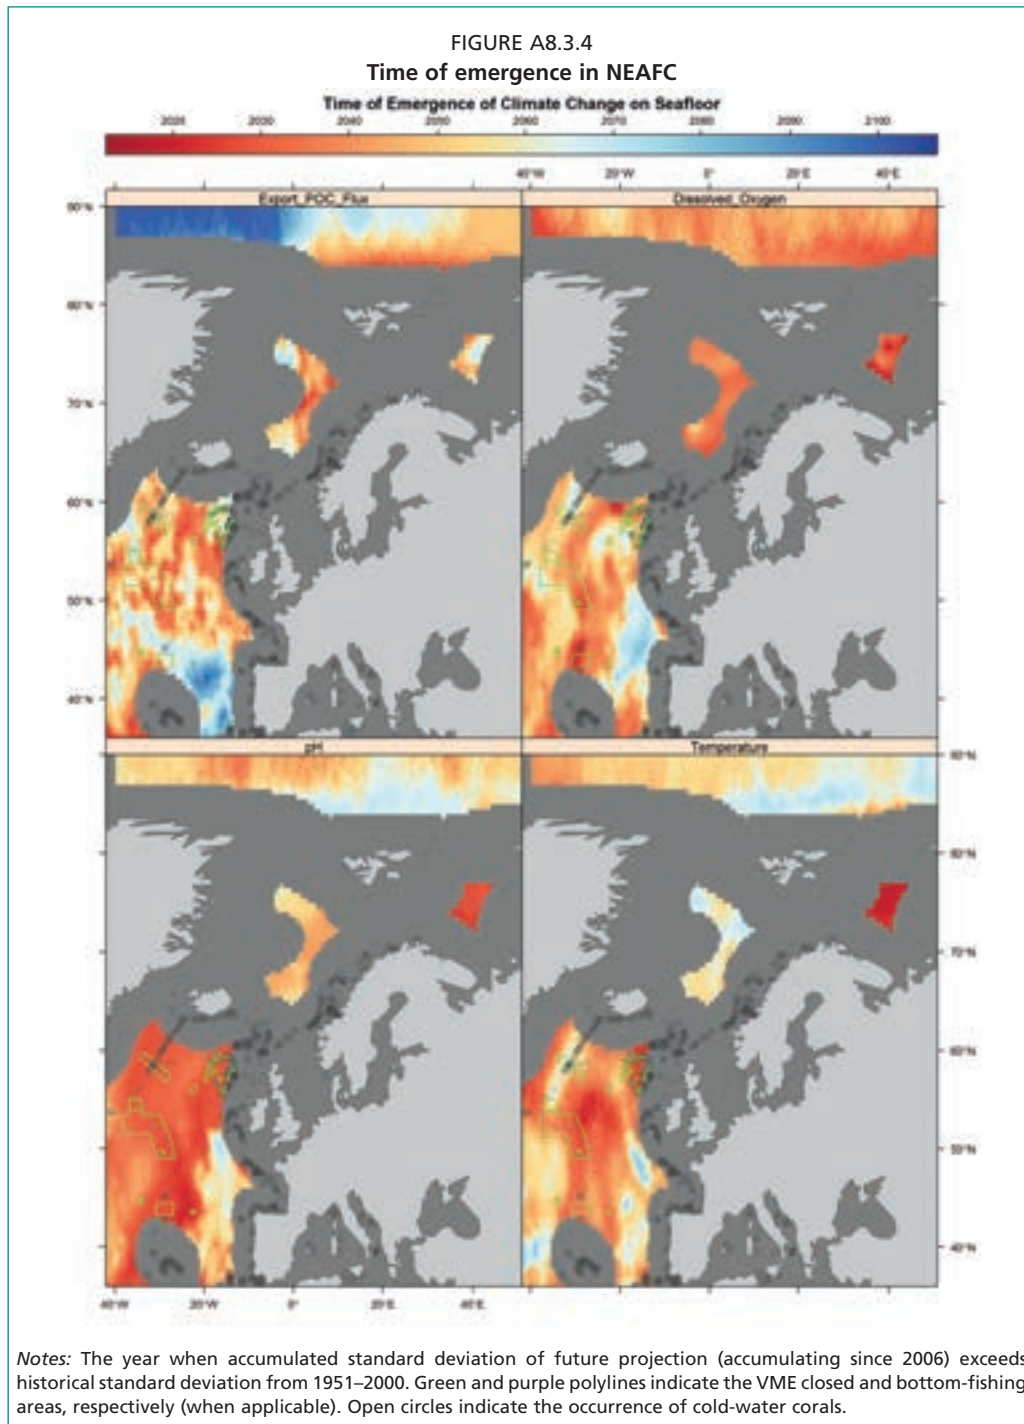 FIGURE A8.3.4
Time of emergence in NEAFC
Time of Emergence of Climate Change on Seafloor
2020 2030 2040 2050 2060 2070 2080 2090 2100
40°W 20°W 0° 20°E 40°E
Export_POC_Flux Dissolved_Oxygen
80°N
70°N
60°N
50°N
40°N
pH Temperature
80°N
70°N
60°N
50°N
40°N
40°W 20°W 0° 20°E 40°E
Notes: The year when accumulated standard deviation of future projection (accumulating since 2006) exceeds
historical standard deviation from 1951–2000. Green and purple polylines indicate the VME closed and bottom-fishing
areas, respectively (when applicable). Open circles indicate the occurrence of cold-water corals.